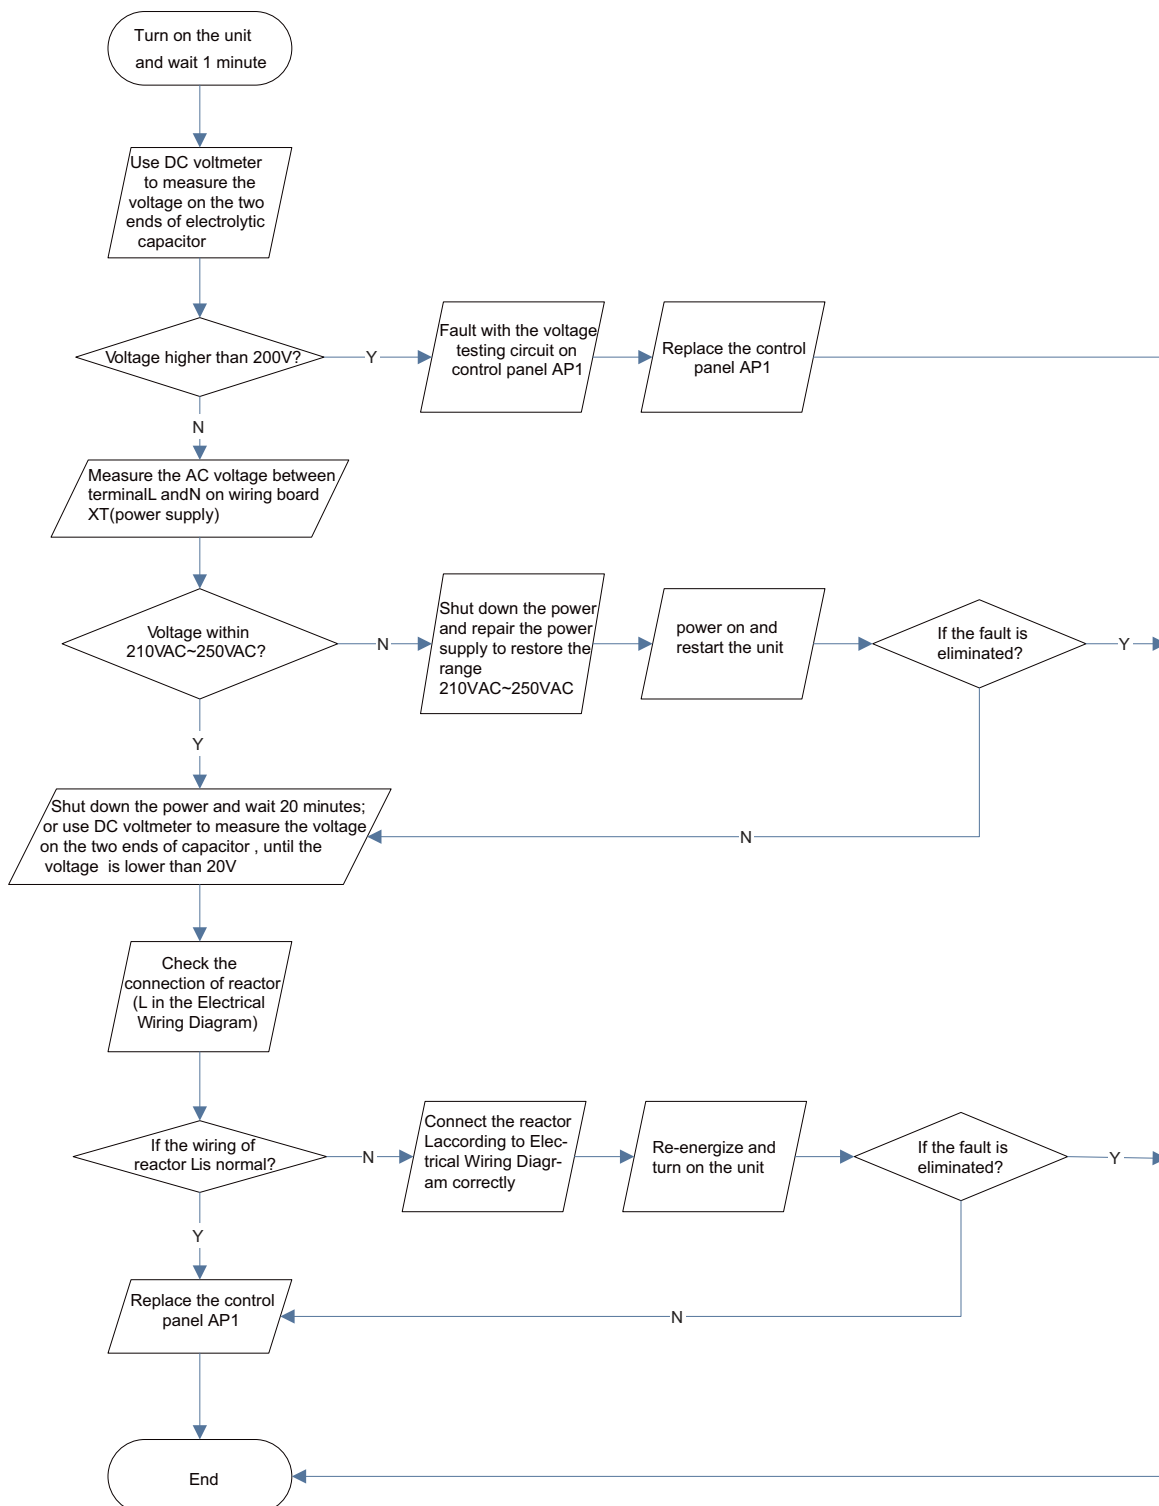 Turn on the unit
and wait 1 minute
Use DC voltmeter
to measure the
voltage on the two
ends of electrolytic
capacitor
Voltage higher than 200V?
Y
Fault with the voltage
testing circuit on
control panel AP1
Replace the control
panel AP1
N
Measure the AC voltage between
terminalL andN on wiring board
XT(power supply)
Voltage within
210VAC~250VAC?
N
Shut down the power
and repair the power
supply to restore the
range
210VAC~250VAC
power on and
restart the unit
If the fault is
eliminated?
Y
Y
N
Shut down the power and wait 20 minutes;
or use DC voltmeter to measure the voltage
on the two ends of capacitor , until the
voltage is lower than 20V
Check the
connection of reactor
(L in the Electrical
Wiring Diagram)
If the wiring of
reactor Lis normal?
N
Connect the reactor
Laccording to Elec-
trical Wiring Diagr-
am correctly
Re-energize and
turn on the unit
If the fault is
eliminated?
Y
Y
N
Replace the control
panel AP1
End